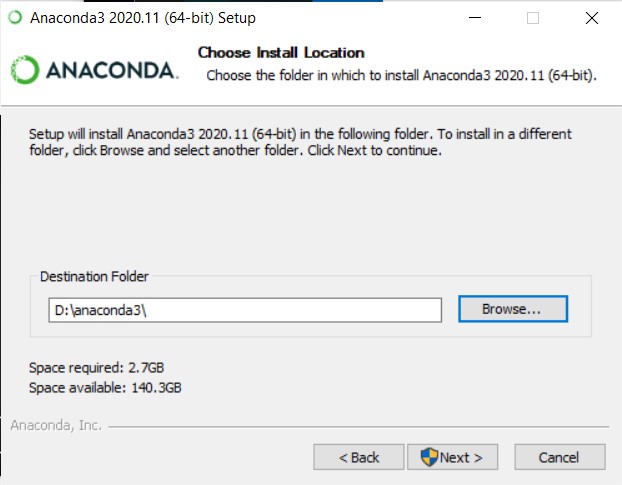 Anaconda3 2020.11 (64-bit) Setup
Choose Install Location
Choose the folder in which to install Anaconda3 2020.11 (64-bit).
ANACONDA.
Setup will install Anaconda3 2020.11 (64-bit) in the following folder. To install in a different
folder, click Browse and select another folder. Click Next to continue.
Destination Folder
D:\anaconda3\
Browse...
Space required: 2.7GB
Space available: 140.3GB
Anaconda, Inc.
< Back
Next >
Cancel